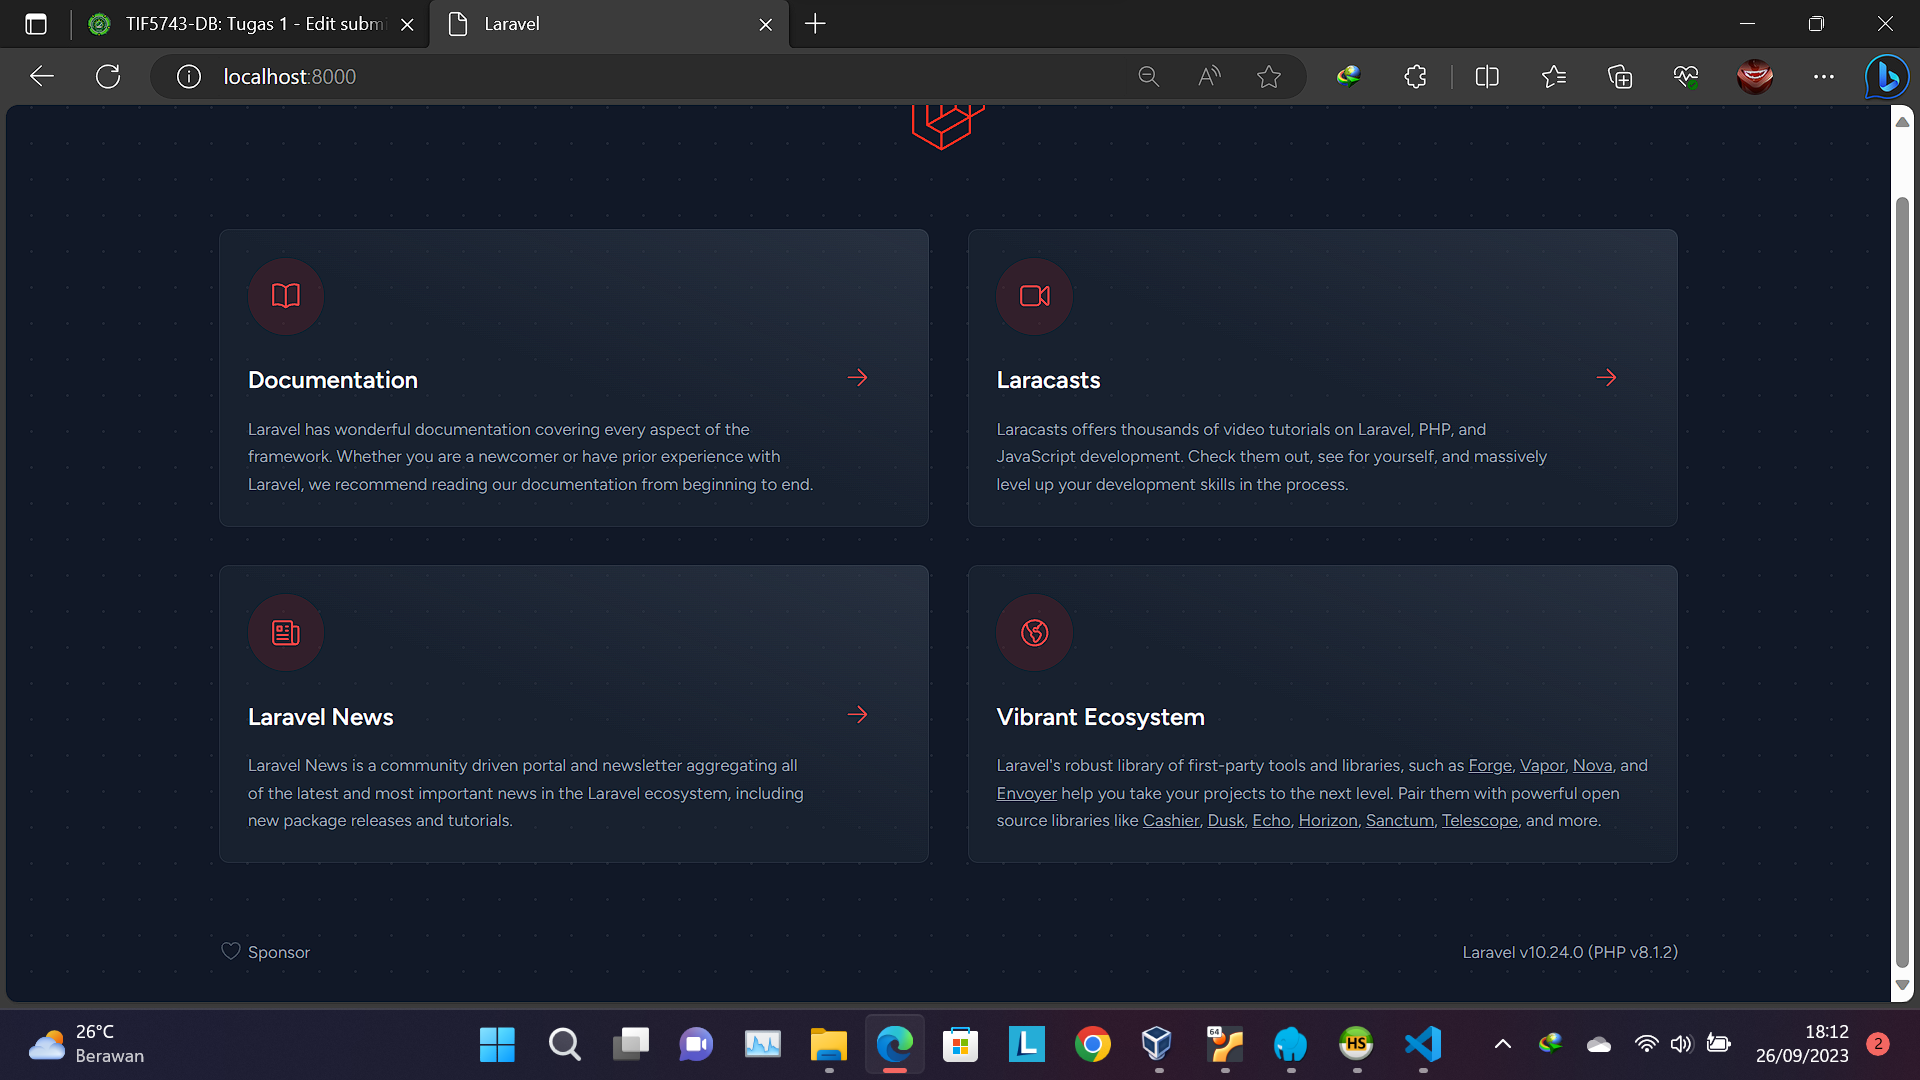 TIF5743-DB: Tugas 1 - Edit subm
Laravel
localhost:8000
Documentation
Laravel has wonderful documentation covering every aspect of the
framework. Whether you are a newcomer or have prior experience with
Laravel, we recommend reading our documentation from beginning to end.
Laracasts
Laracasts offers thousands of video tutorials on Laravel, PHP, and
JavaScript development. Check them out, see for yourself, and massively
level up your development skills in the process.
Laravel News
Laravel News is a community driven portal and newsletter aggregating all
of the latest and most important news in the Laravel ecosystem, including
new package releases and tutorials.
Vibrant Ecosystem
Laravel's robust library of first-party tools and libraries, such as Forge, Vapor, Nova, and
Envoyer help you take your projects to the next level. Pair them with powerful open
source libraries like Cashier, Dusk, Echo, Horizon, Sanctum, Telescope, and more.
Sponsor
Laravel v10.24.0 (PHP v8.1.2)
26°C
Berawan
L
64
HS
18:12
26/09/2023
2